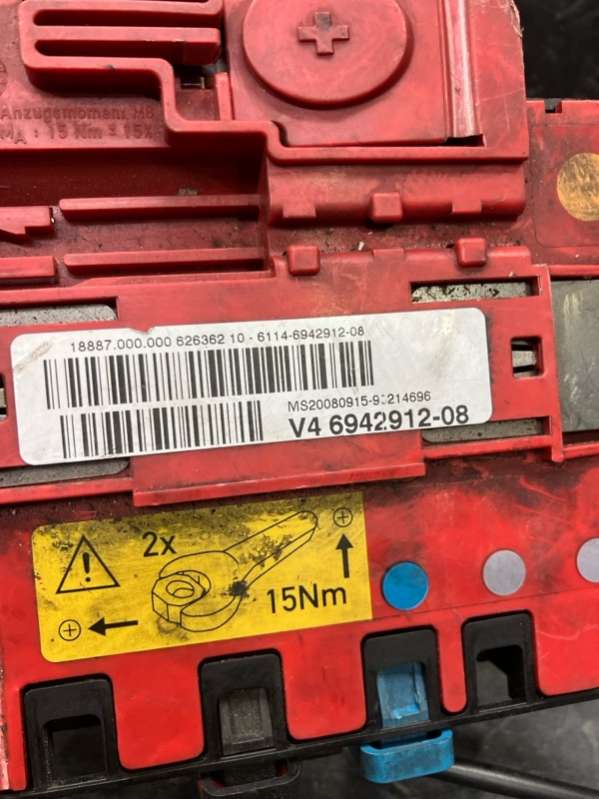 Anzugsmoment M8
MA : 15 Nm ± 15%
18887.000.000 626362 10 - 6114-6942912-08
V4 6942912-08
2x
15Nm